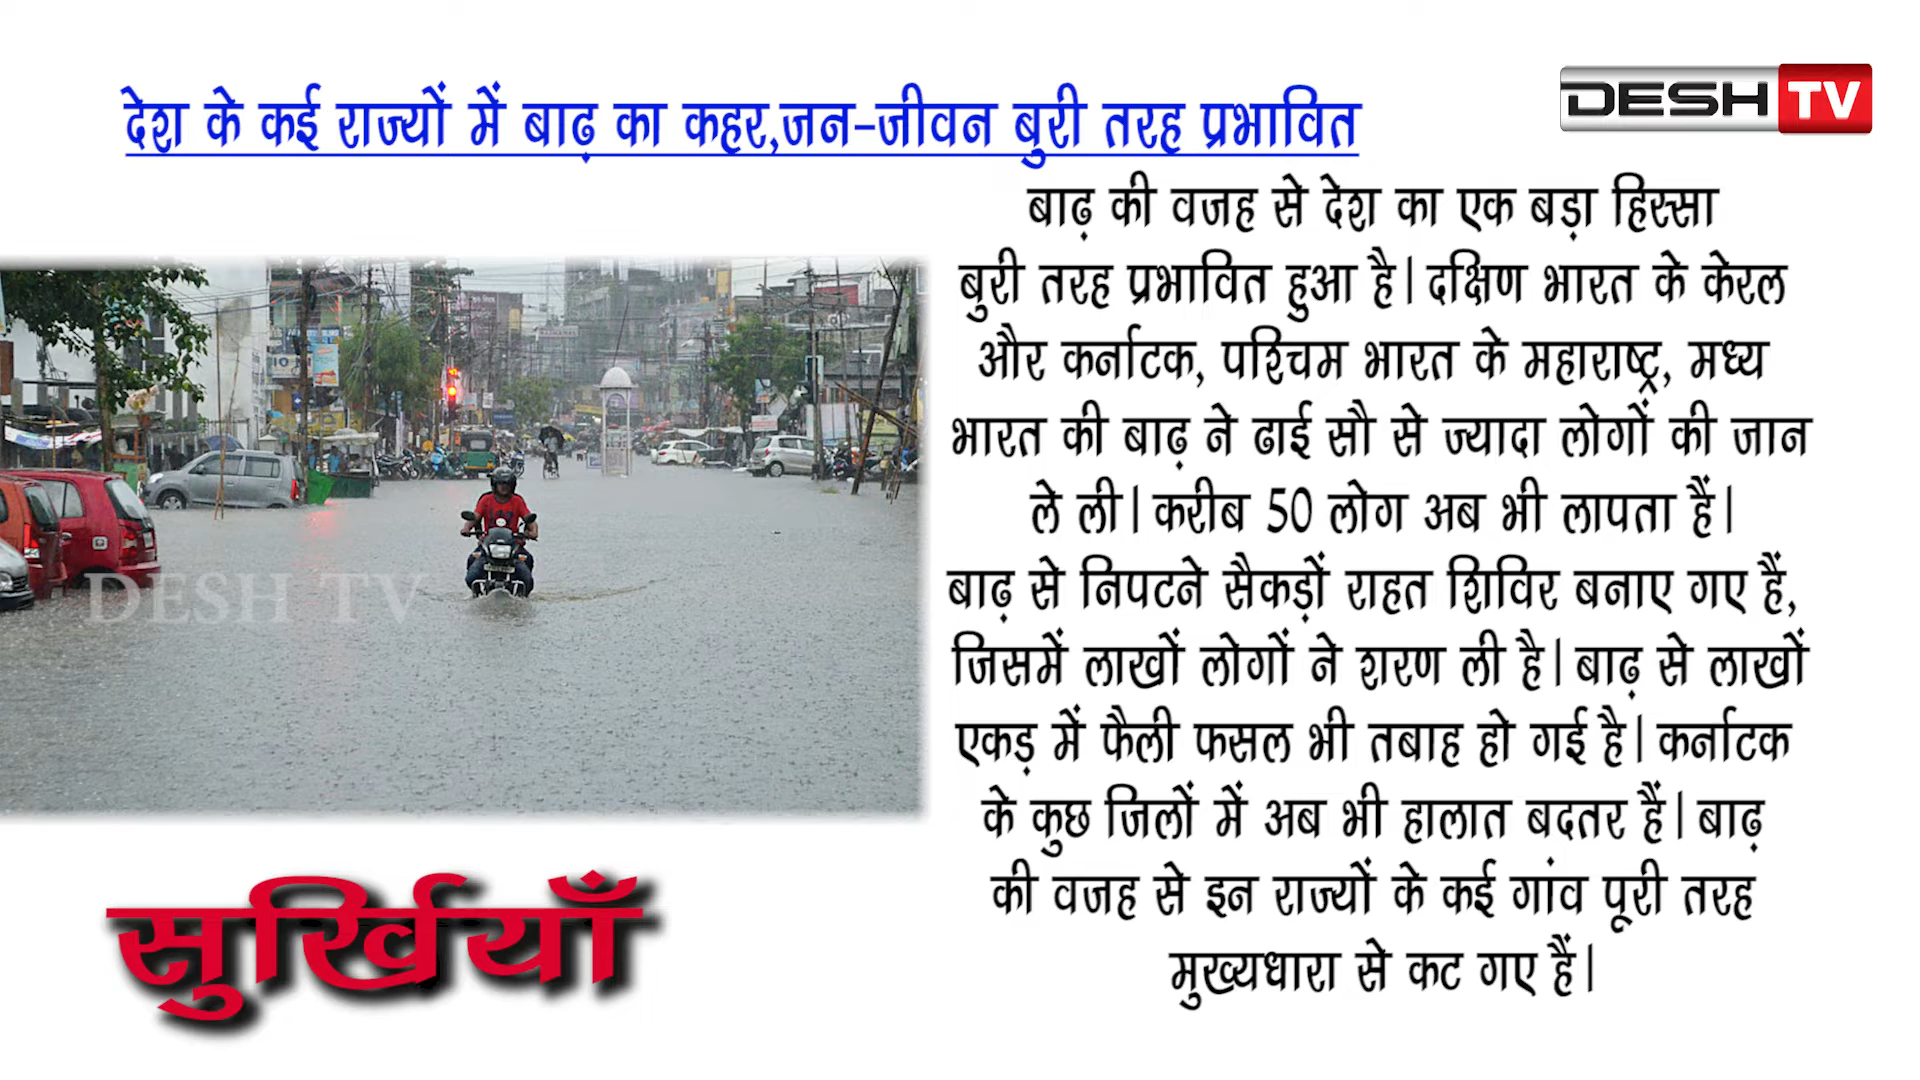 देश के कई राज्यों में बाढ़ का कहर,जन-जीवन बुरी तरह प्रभावित
DESH TV
बाढ़ की वजह से देश का एक बड़ा हिस्सा
बुरी तरह प्रभावित हुआ है। दक्षिण भारत के केरल
और कर्नाटक, पश्चिम भारत के महाराष्ट्र, मध्य
भारत की बाढ़ ने ढाई सौ से ज्यादा लोगों की जान
ले ली। करीब 50 लोग अब भी लापता हैं।
बाढ़ से निपटने सैकड़ों राहत शिविर बनाए गए हैं,
जिसमें लाखों लोगों ने शरण ली है। बाढ़ से लाखों
एकड़ में फैली फसल भी तबाह हो गई है। कर्नाटक
के कुछ जिलों में अब भी हालात बदतर हैं। बाढ़
की वजह से इन राज्यों के कई गांव पूरी तरह
मुख्यधारा से कट गए हैं।
DESH TV
सुर्खियाँ